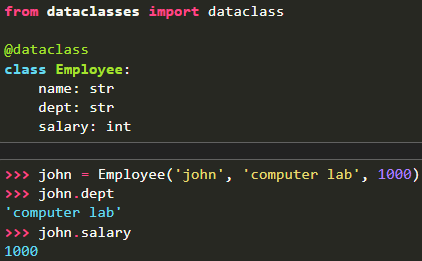 from dataclasses import dataclass
@dataclass
class Employee:
    name: str
    dept: str
    salary: int
>>> john = Employee('john', 'computer lab', 1000)
>>> john.dept
'computer lab'
>>> john.salary
1000